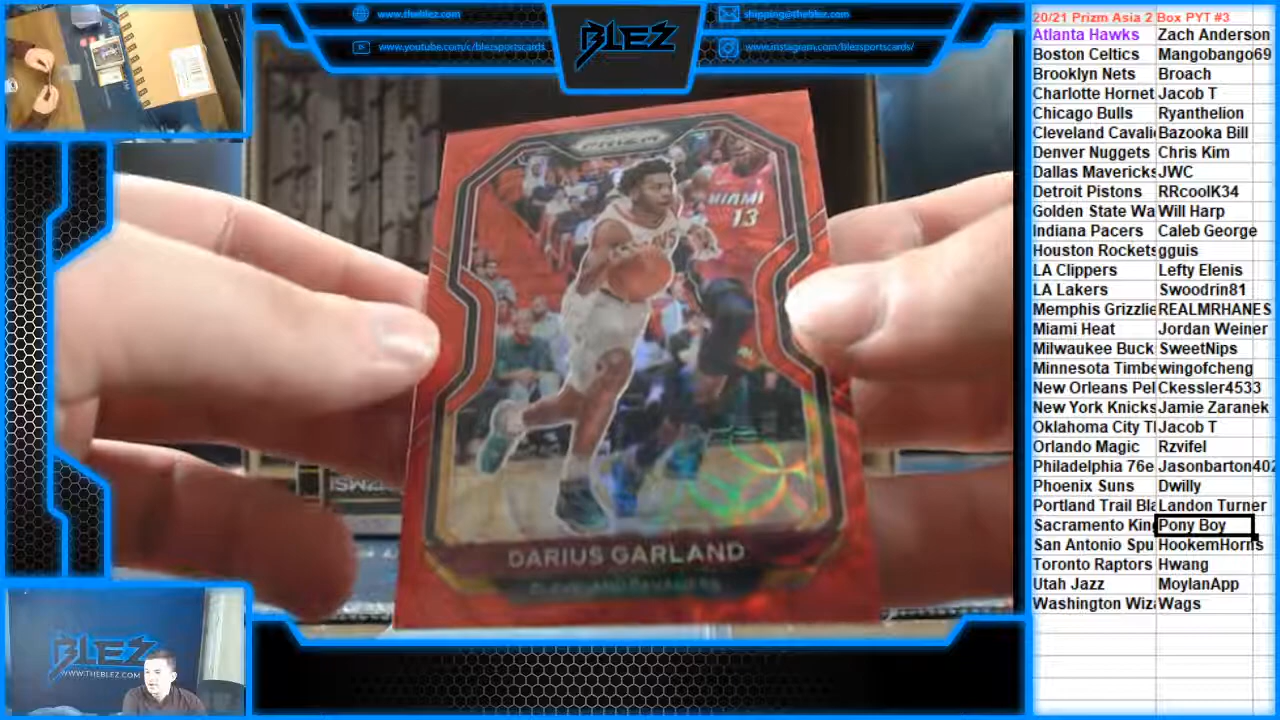 www.theblez.com
shipping@theblez.com
BLEZ
www.youtube.com/c/blezsportscards
www.instagram.com/blezsportscards/
PRIZM
MIAMI
13
DARIUS GARLAND
CLEVELAND CAVALIERS
BLEZ
WWW.THEBLEZ.COM
20/21 Prizm Asia 2 Box PYT #3
Atlanta Hawks Zach Anderson
Boston Celtics Mangobango69
Brooklyn Nets Broach
Charlotte Hornet Jacob T
Chicago Bulls Ryanthelion
Cleveland Cavali Bazooka Bill
Denver Nuggets Chris Kim
Dallas Mavericks JWC
Detroit Pistons RRcoolK34
Golden State Wa Will Harp
Indiana Pacers Caleb George
Houston Rockets gguis
LA Clippers Lefty Elenis
LA Lakers Swoodrin81
Memphis Grizzlie REALMRHANES
Miami Heat Jordan Weiner
Milwaukee Buck SweetNips
Minnesota Timbe wingofcheng
New Orleans Pel Ckessler4533
New York Knicks Jamie Zaranek
Oklahoma City T Jacob T
Orlando Magic Rzvifel
Philadelphia 76e Jasonbarton402
Phoenix Suns Dwilly
Portland Trail Bla Landon Turner
Sacramento King Pony Boy
San Antonio Spu HookemHorns
Toronto Raptors Hwang
Utah Jazz MoylanApp
Washington Wiza Wags